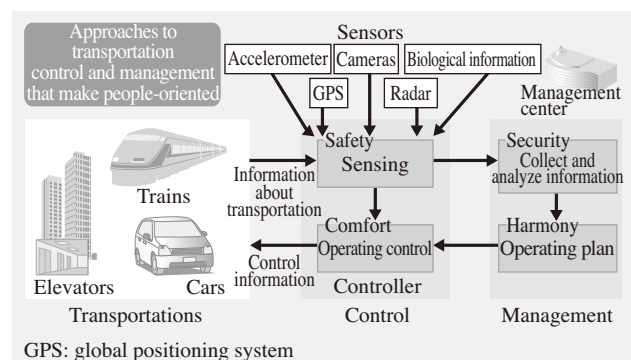 Approaches to
transportation
control and management
that make people-oriented
Sensors
Accelerometer
Cameras
Biological information
GPS
Radar
Management
center
Safety
Sensing
Security
Collect and
analyze information
Information
about
transportation
Trains
Comfort
Operating control
Harmony
Operating plan
Control
information
Elevators
Cars
Controller
Transportations
Control
Management
GPS: global positioning system